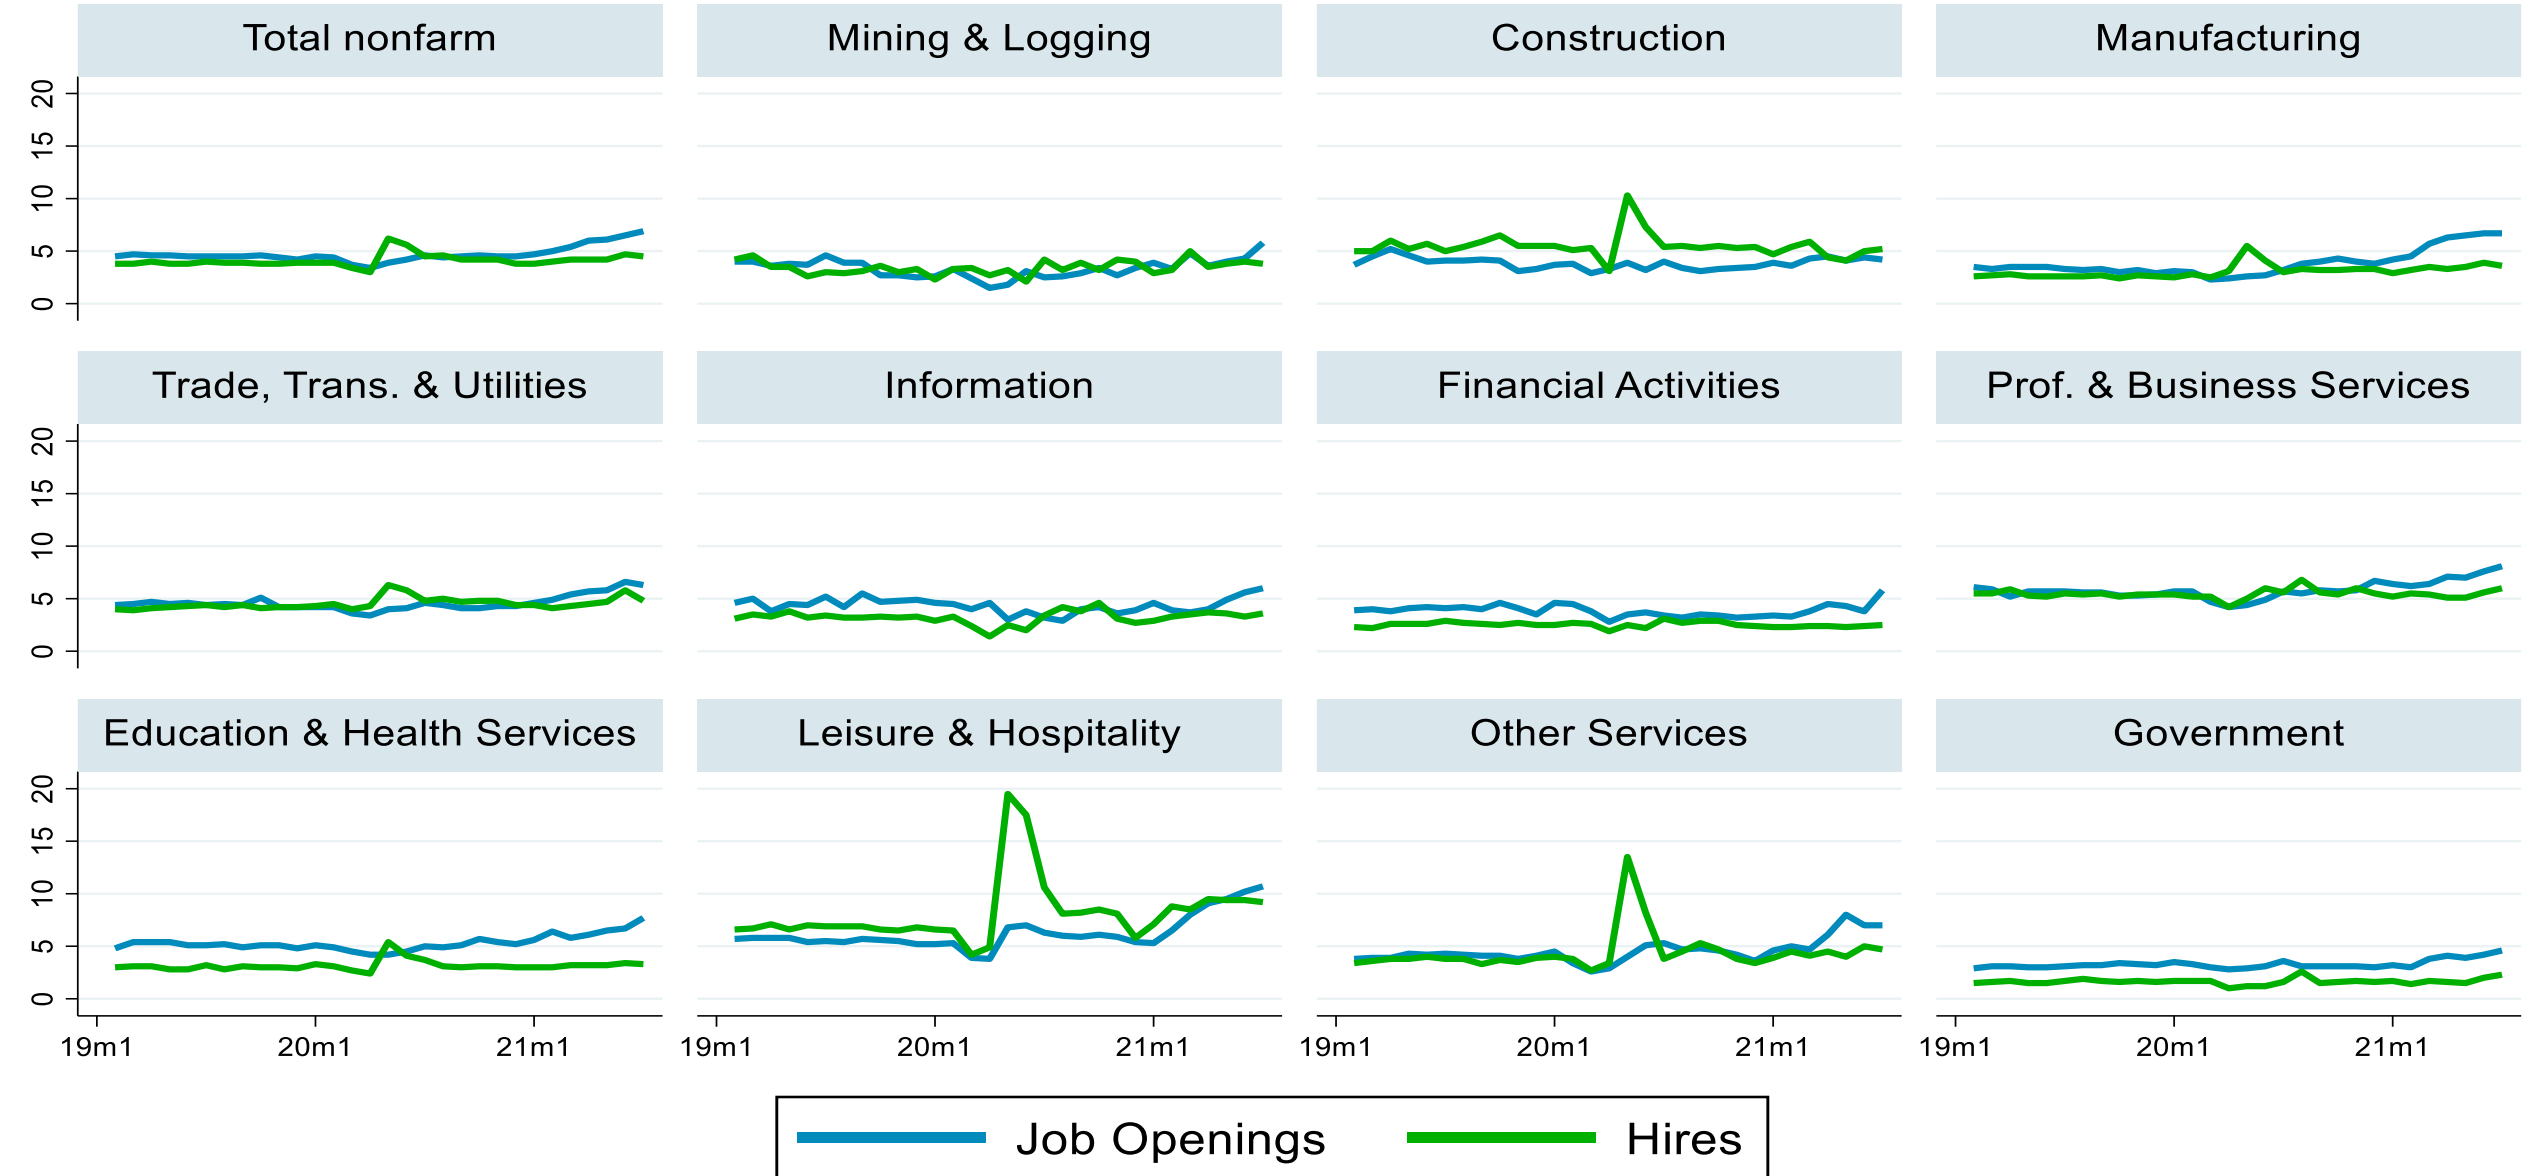 Total nonfarm
Mining & Logging
Construction
Manufacturing
20
15
10
5
0
Trade, Trans. & Utilities
Information
Financial Activities
Prof. & Business Services
20
15
10
5
0
Education & Health Services
Leisure & Hospitality
Other Services
Government
20
15
10
5
0
19m1 20m1 21m1 19m1 20m1 21m1 19m1 20m1 21m1 19m1 20m1 21m1
Job Openings Hires